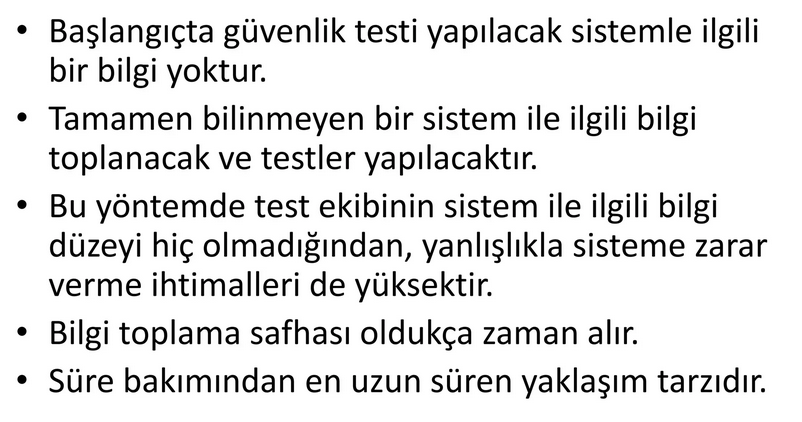 • Başlangıçta güvenlik testi yapılacak sistemle ilgili
bir bilgi yoktur.
• Tamamen bilinmeyen bir sistem ile ilgili bilgi
toplanacak ve testler yapılacaktır.
• Bu yöntemde test ekibinin sistem ile ilgili bilgi
düzeyi hiç olmadığından, yanlışlıkla sisteme zarar
verme ihtimalleri de yüksektir.
• Bilgi toplama safhası oldukça zaman alır.
• Süre bakımından en uzun süren yaklaşım tarzıdır.